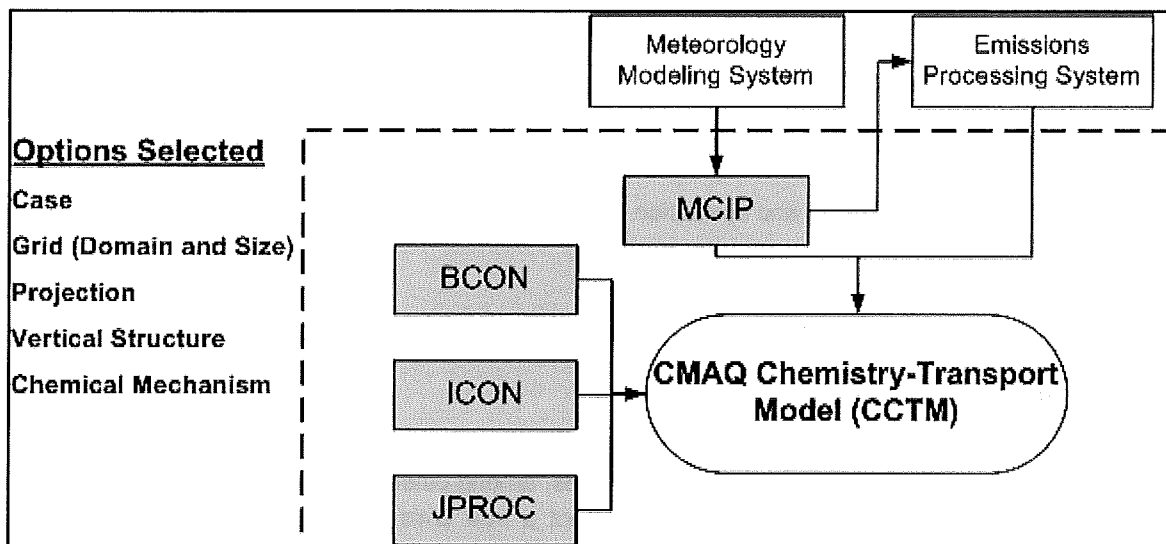 Meteorology
Modeling System
Emissions
Processing System
Options Selected
Case
Grid (Domain and Size)
Projection
Vertical Structure
Chemical Mechanism
MCIP
BCON
ICON
JPROC
CMAQ Chemistry-Transport
Model (CCTM)